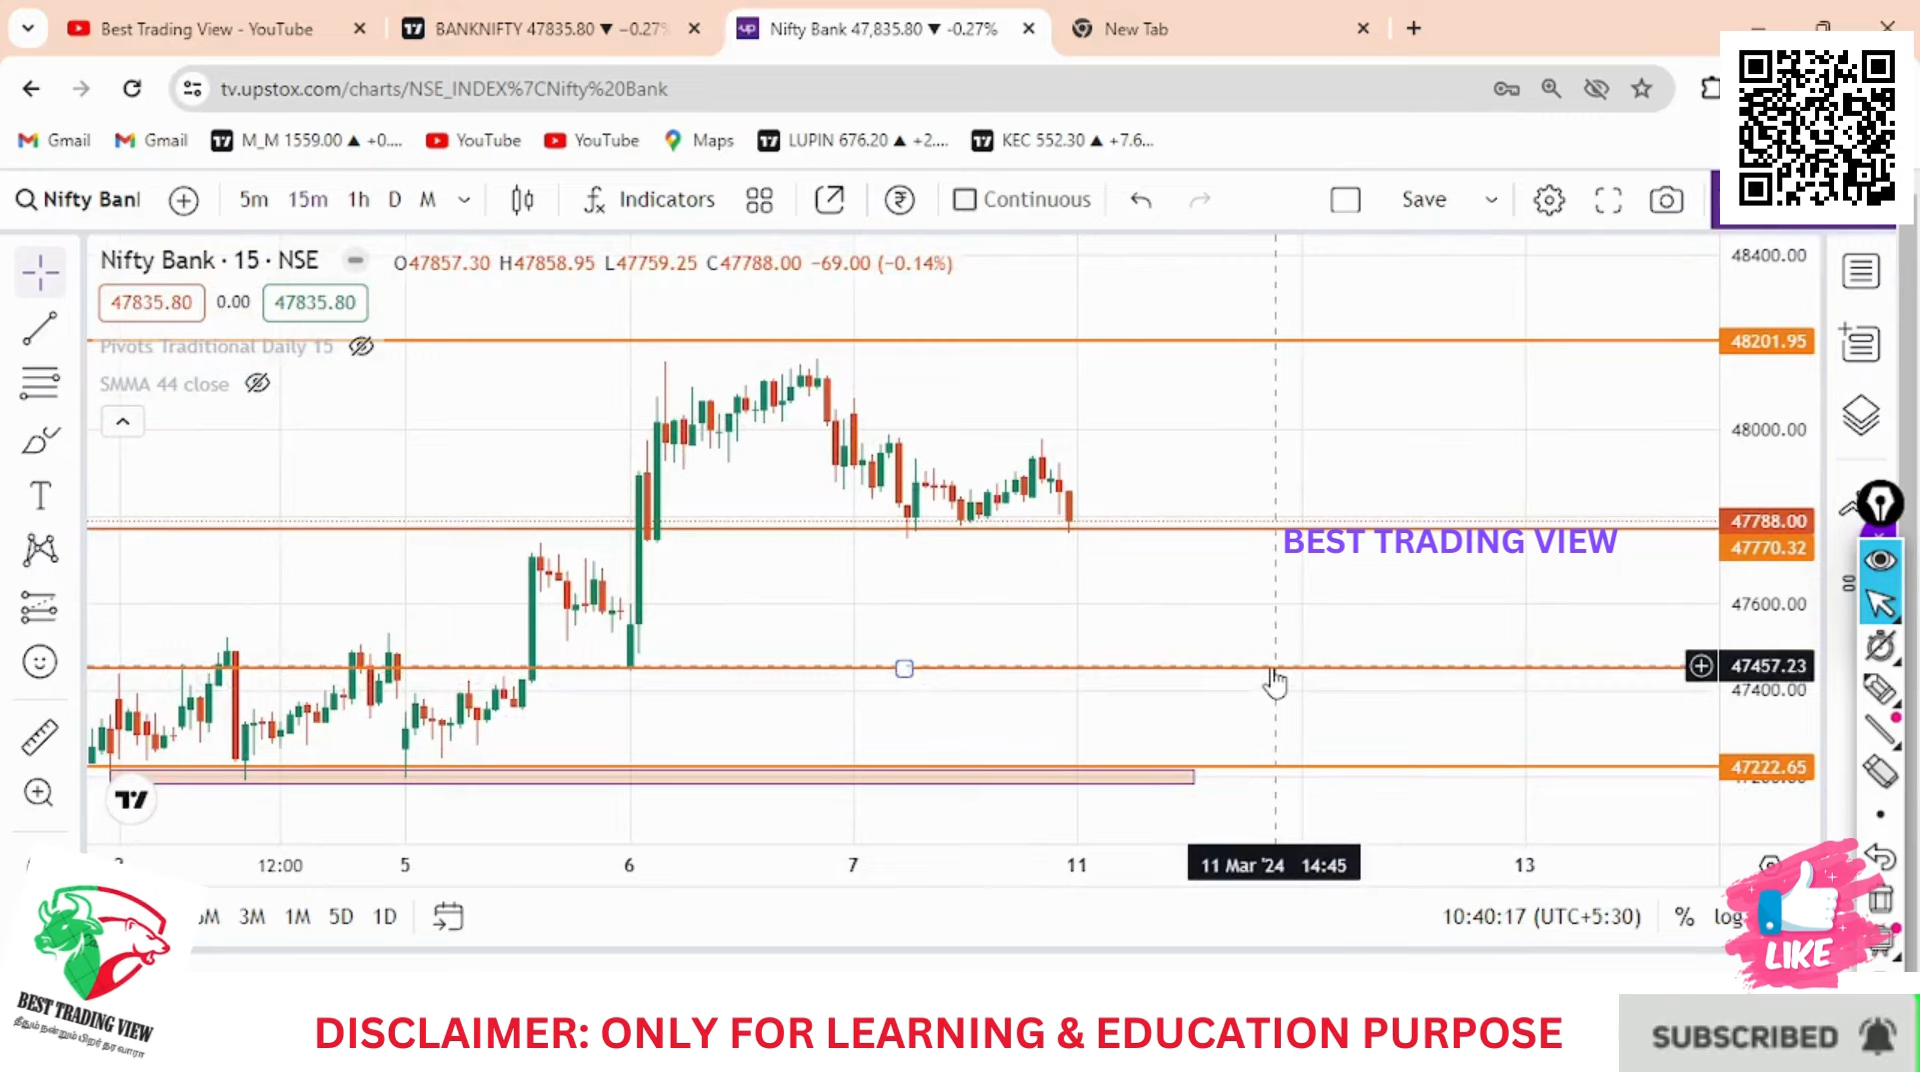 Best Trading View - YouTube
BANKNIFTY 47835.80 ▼ −0.27%
Nifty Bank 47,835.80 ▼ -0.27%
New Tab
tv.upstox.com/charts/NSE_INDEX%7CNifty%20Bank
Gmail
Gmail
M_M 1559.00 ▲ +0....
YouTube
YouTube
Maps
LUPIN 676.20 ▲ +2....
KEC 552.30 ▲ +7.6...
Nifty Banl
5m 15m 1h D M
Indicators
Continuous
Save
Nifty Bank · 15 · NSE
O47857.30 H47858.95 L47759.25 C47788.00 −69.00 (−0.14%)
47835.80 0.00 47835.80
Pivots Traditional Daily 15
SMMA 44 close
48400.00
48201.95
48000.00
47788.00
47770.32
BEST TRADING VIEW
47600.00
47457.23
47400.00
47222.65
12:00 5 6 7 11 11 Mar '24 14:45 13
3M 1M 5D 1D
10:40:17 (UTC+5:30) % log
LIKE
BEST TRADING VIEW
தீதும் நன்றும் பிறர் தர வாரா
DISCLAIMER: ONLY FOR LEARNING & EDUCATION PURPOSE
SUBSCRIBED